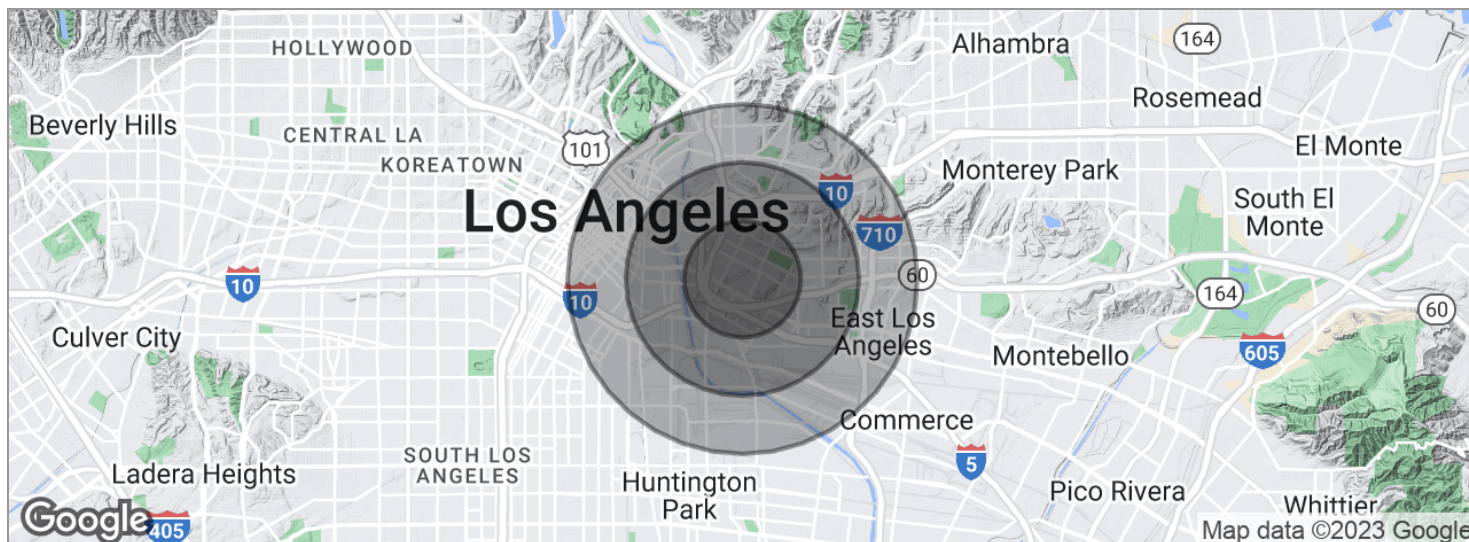 HOLLYWOOD
Alhambra
164
Rosemead
Beverly Hills
CENTRAL LA
101
El Monte
KOREATOWN
Monterey Park
10
Los Angeles
South El
Monte
710
60
10
10
164
60
East Los
Angeles
Culver City
Montebello
605
Commerce
SOUTH LOS
ANGELES
5
Ladera Heights
Huntington
Park
Pico Rivera
Whittier
Google
405
Map data ©2023 Google